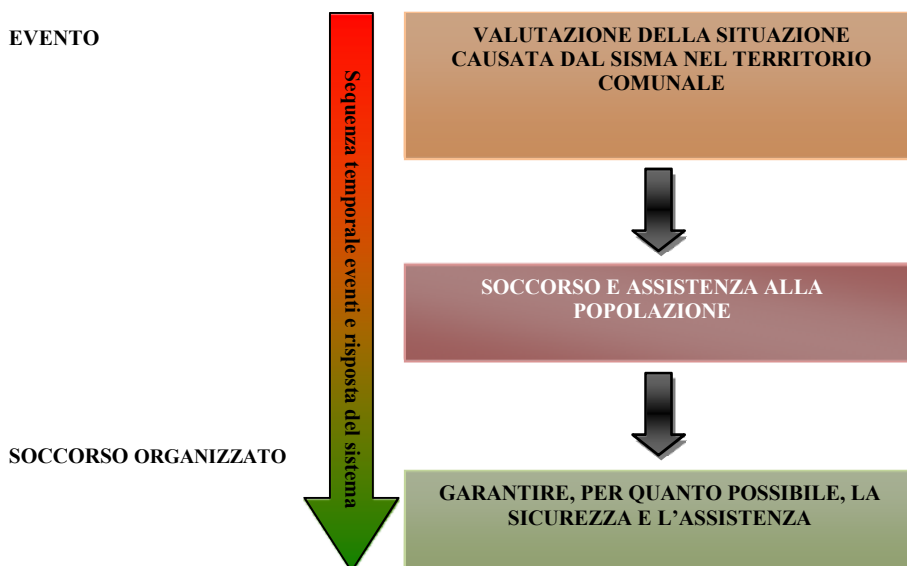 EVENTO
Sequenza temporale eventi e risposta del sistema
VALUTAZIONE DELLA SITUAZIONE
CAUSATA DAL SISMA NEL TERRITORIO
COMUNALE
SOCCORSO E ASSISTENZA ALLA
POPOLAZIONE
SOCCORSO ORGANIZZATO
GARANTIRE, PER QUANTO POSSIBILE, LA
SICUREZZA E L’ASSISTENZA